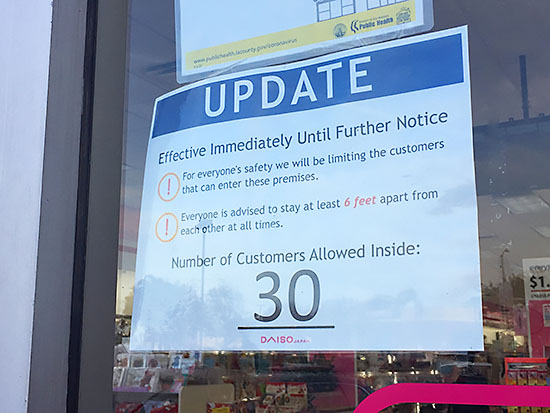 www.publichealth.lacounty.gov/coronavirus
Public Health
UPDATE
Effective Immediately Until Further Notice
! For everyone's safety we will be limiting the customers
that can enter these premises.
! Everyone is advised to stay at least 6 feet apart from
each other at all times.
Number of Customers Allowed Inside:
30
DAISO JAPAN
$1.